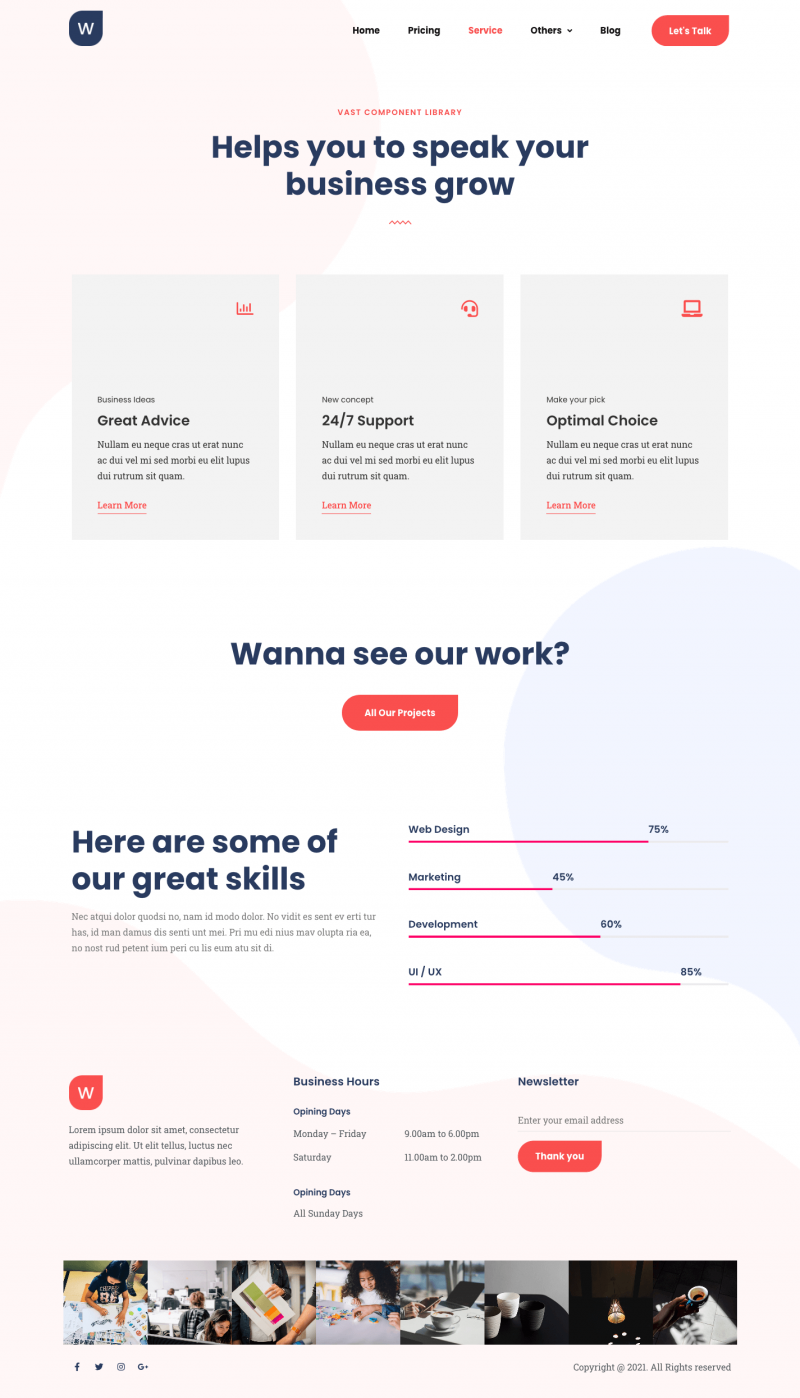 W
Home Pricing Service Others Blog Let's Talk
VAST COMPONENT LIBRARY
Helps you to speak your
business grow
Business Ideas
Great Advice
Nullam eu neque cras ut erat nunc
ac dui vel mi sed morbi eu elit lupus
dui rutrum sit quam.
Learn More
New concept
24/7 Support
Nullam eu neque cras ut erat nunc
ac dui vel mi sed morbi eu elit lupus
dui rutrum sit quam.
Learn More
Make your pick
Optimal Choice
Nullam eu neque cras ut erat nunc
ac dui vel mi sed morbi eu elit lupus
dui rutrum sit quam.
Learn More
Wanna see our work?
All Our Projects
Here are some of
our great skills
Nec atqui dolor quodsi no, nam id modo dolor. No vidit es sent ev erti tur
has, id man damus dis senti unt mei. Pri mu edi nius mav olupta ria ea,
no nost rud petent ium peri cu lis eum atu sit di.
Web Design 75%
Marketing 45%
Development 60%
UI / UX 85%
W
Lorem ipsum dolor sit amet, consectetur
adipiscing elit. Ut elit tellus, luctus nec
ullamcorper mattis, pulvinar dapibus leo.
Business Hours
Opining Days
Monday – Friday 9.00am to 6.00pm
Saturday 11.00am to 2.00pm
Opining Days
All Sunday Days
Newsletter
Enter your email address
Thank you
Copyright @ 2021. All Rights reserved